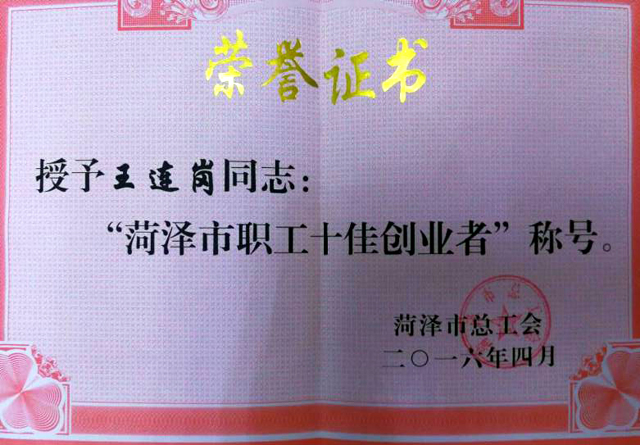 荣誉证书
授予王连岗同志：
“菏泽市职工十佳创业者”称号。
菏泽市总工会
二〇一六年四月